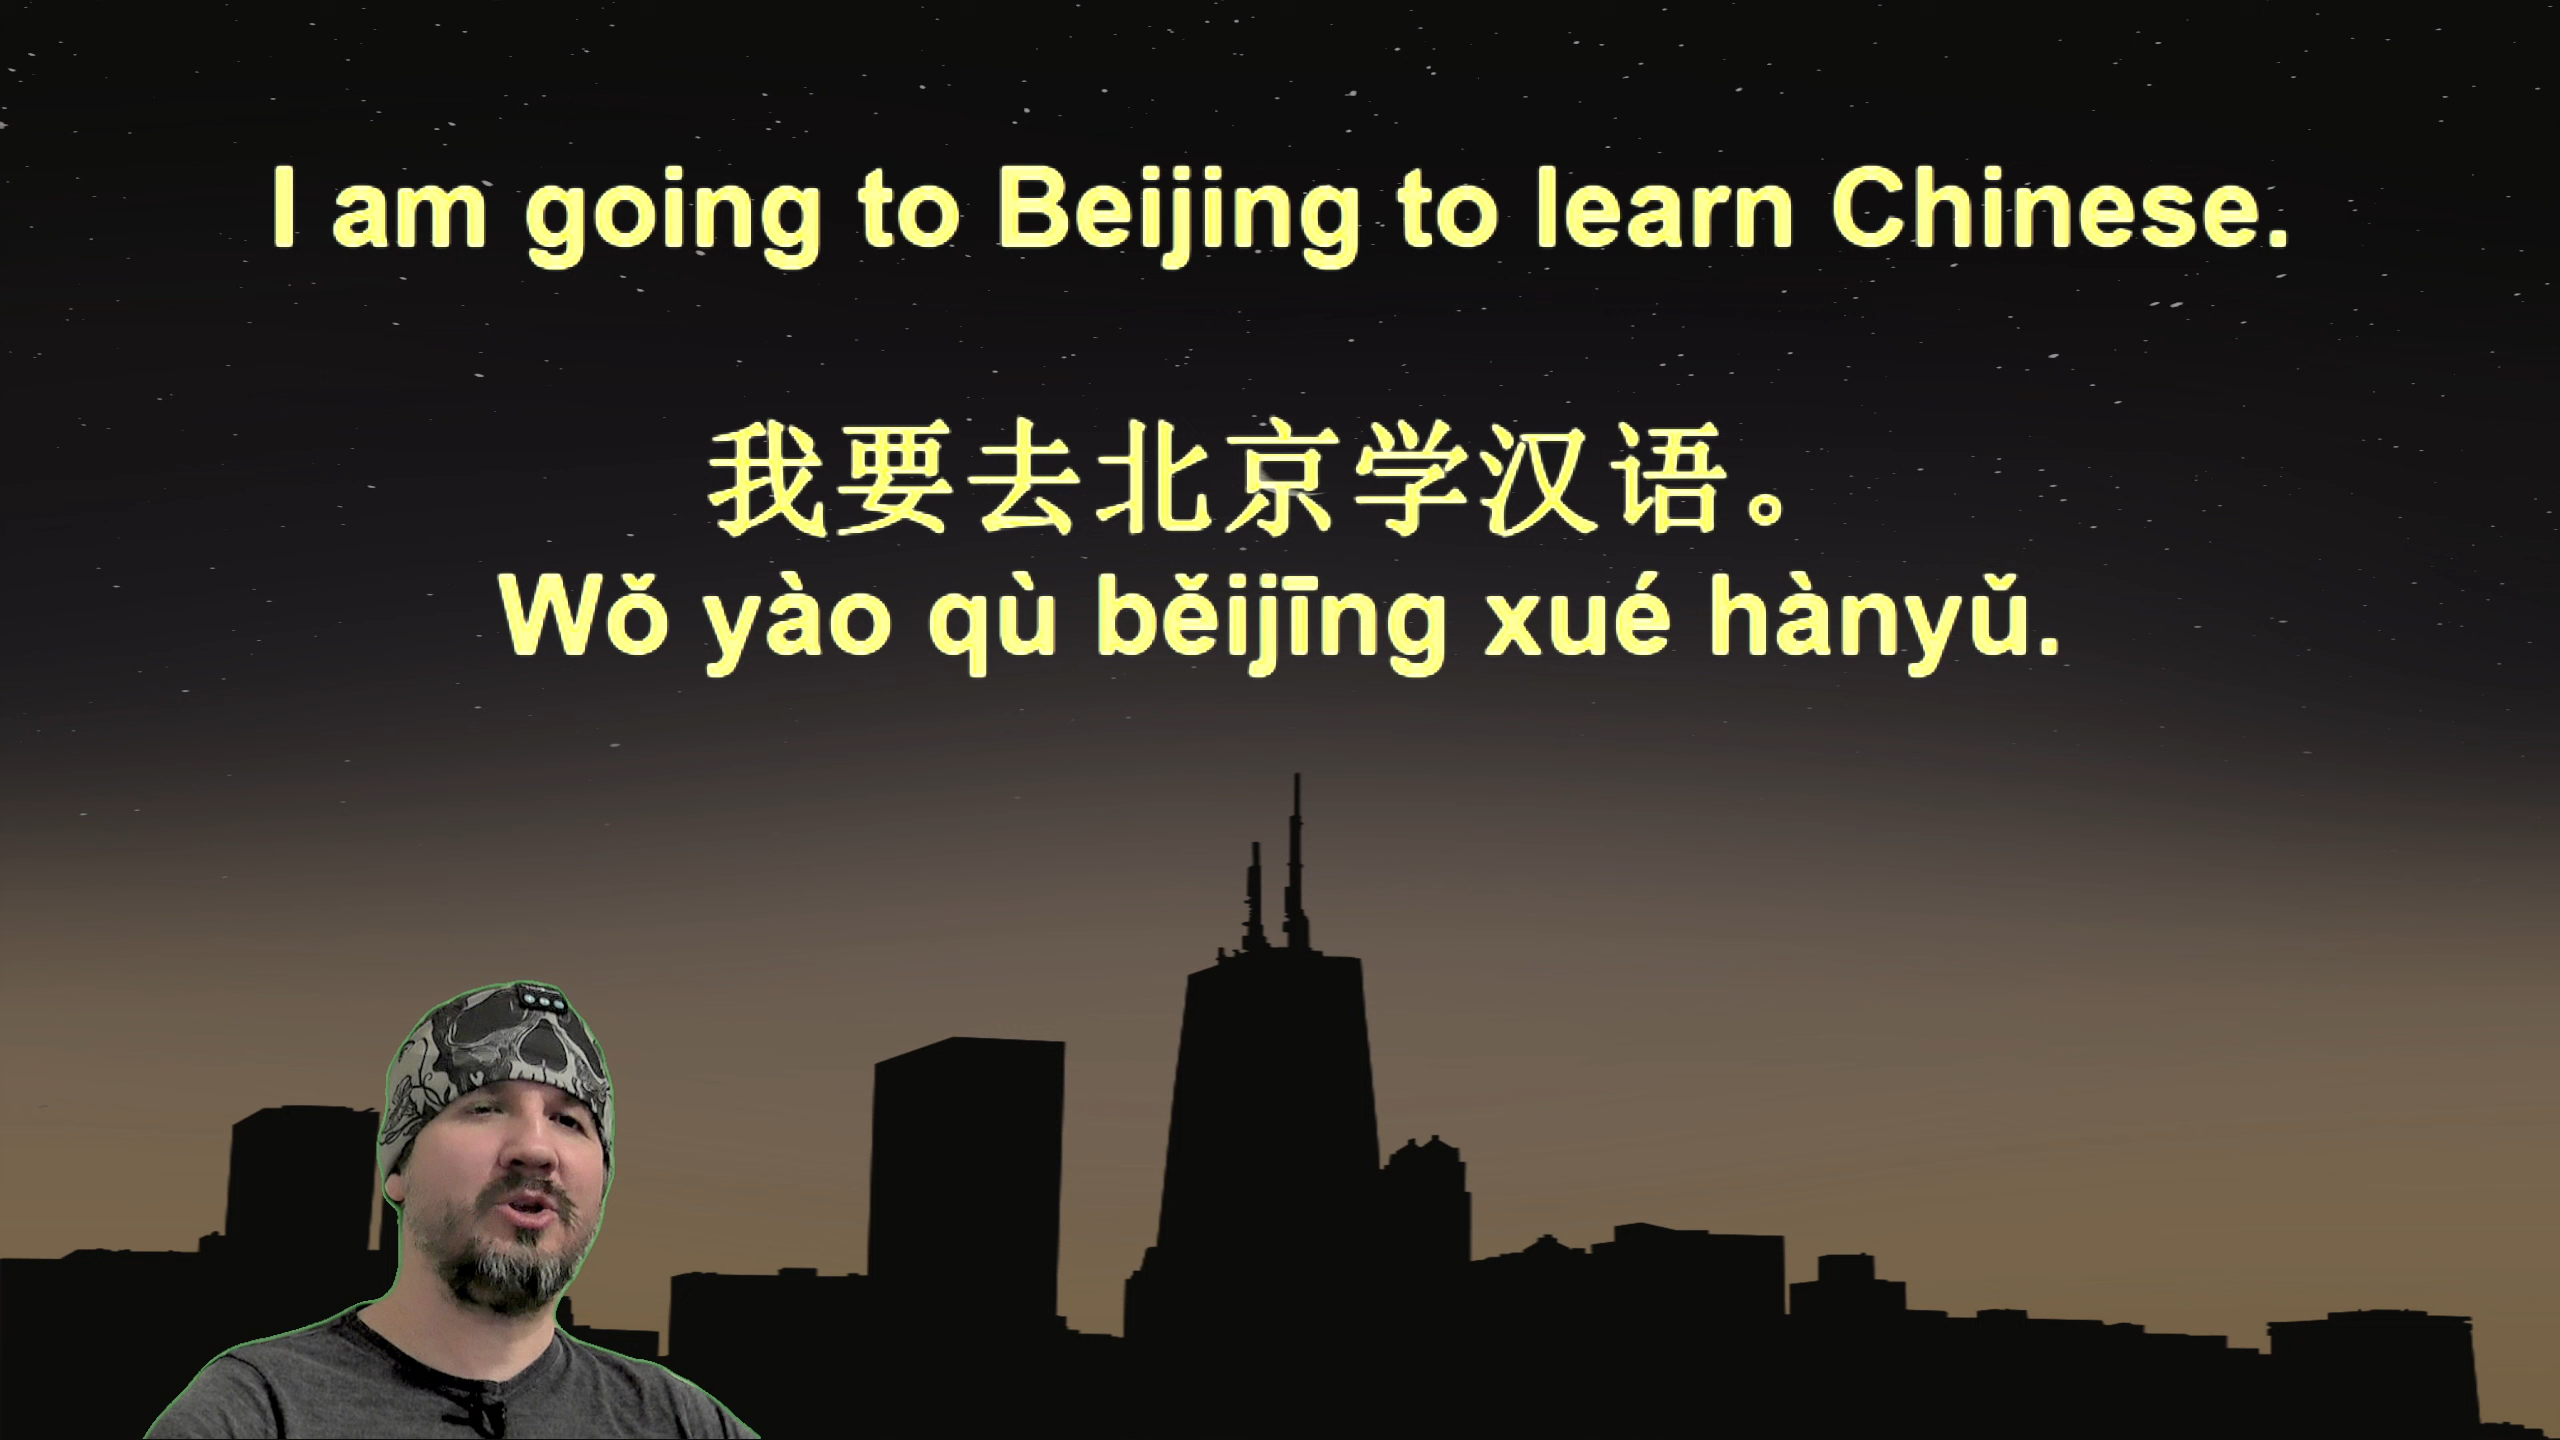 I am going to Beijing to learn Chinese.
我要去北京学汉语。
Wǒ yào qù běijīng xué hànyǔ.